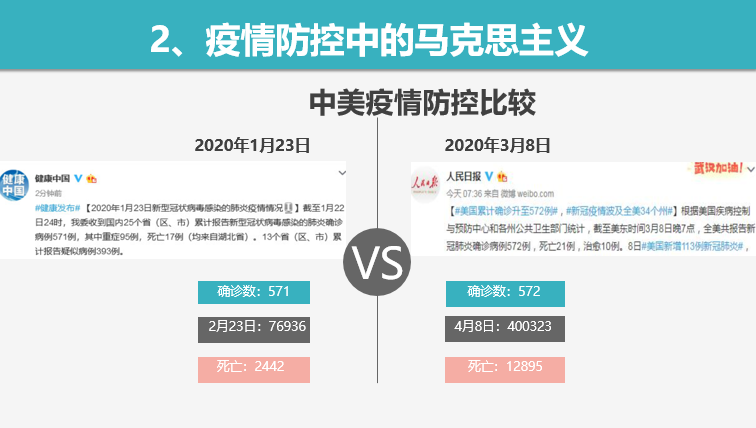 2、疫情防控中的马克思主义
中美疫情防控比较
2020年1月23日
健康中国
健康中国
2分钟前
#健康发布#【2020年1月23日新型冠状病毒感染的肺炎疫情情况】截至1月22
日24时，我委收到国内25个省（区、市）累计报告新型冠状病毒感染的肺炎确诊
病例571例，其中重症95例，死亡17例（均来自湖北省）。13个省（区、市）累
计报告疑似病例393例。
确诊数：571
2月23日：76936
死亡：2442
VS
2020年3月8日
武汉加油!
人民日报
人民日报
今天 07:36 来自 微博 weibo.com
【#美国累计确诊升至572例#，#新冠疫情波及全美34个州#】根据美国疾病控制
与预防中心和各州公共卫生部门统计，截至美东时间3月8日晚7点，全美共报告新
冠肺炎确诊病例572例，死亡21例，治愈10例。8日#美国新增113例新冠肺炎#，
确诊数：572
4月8日：400323
死亡：12895